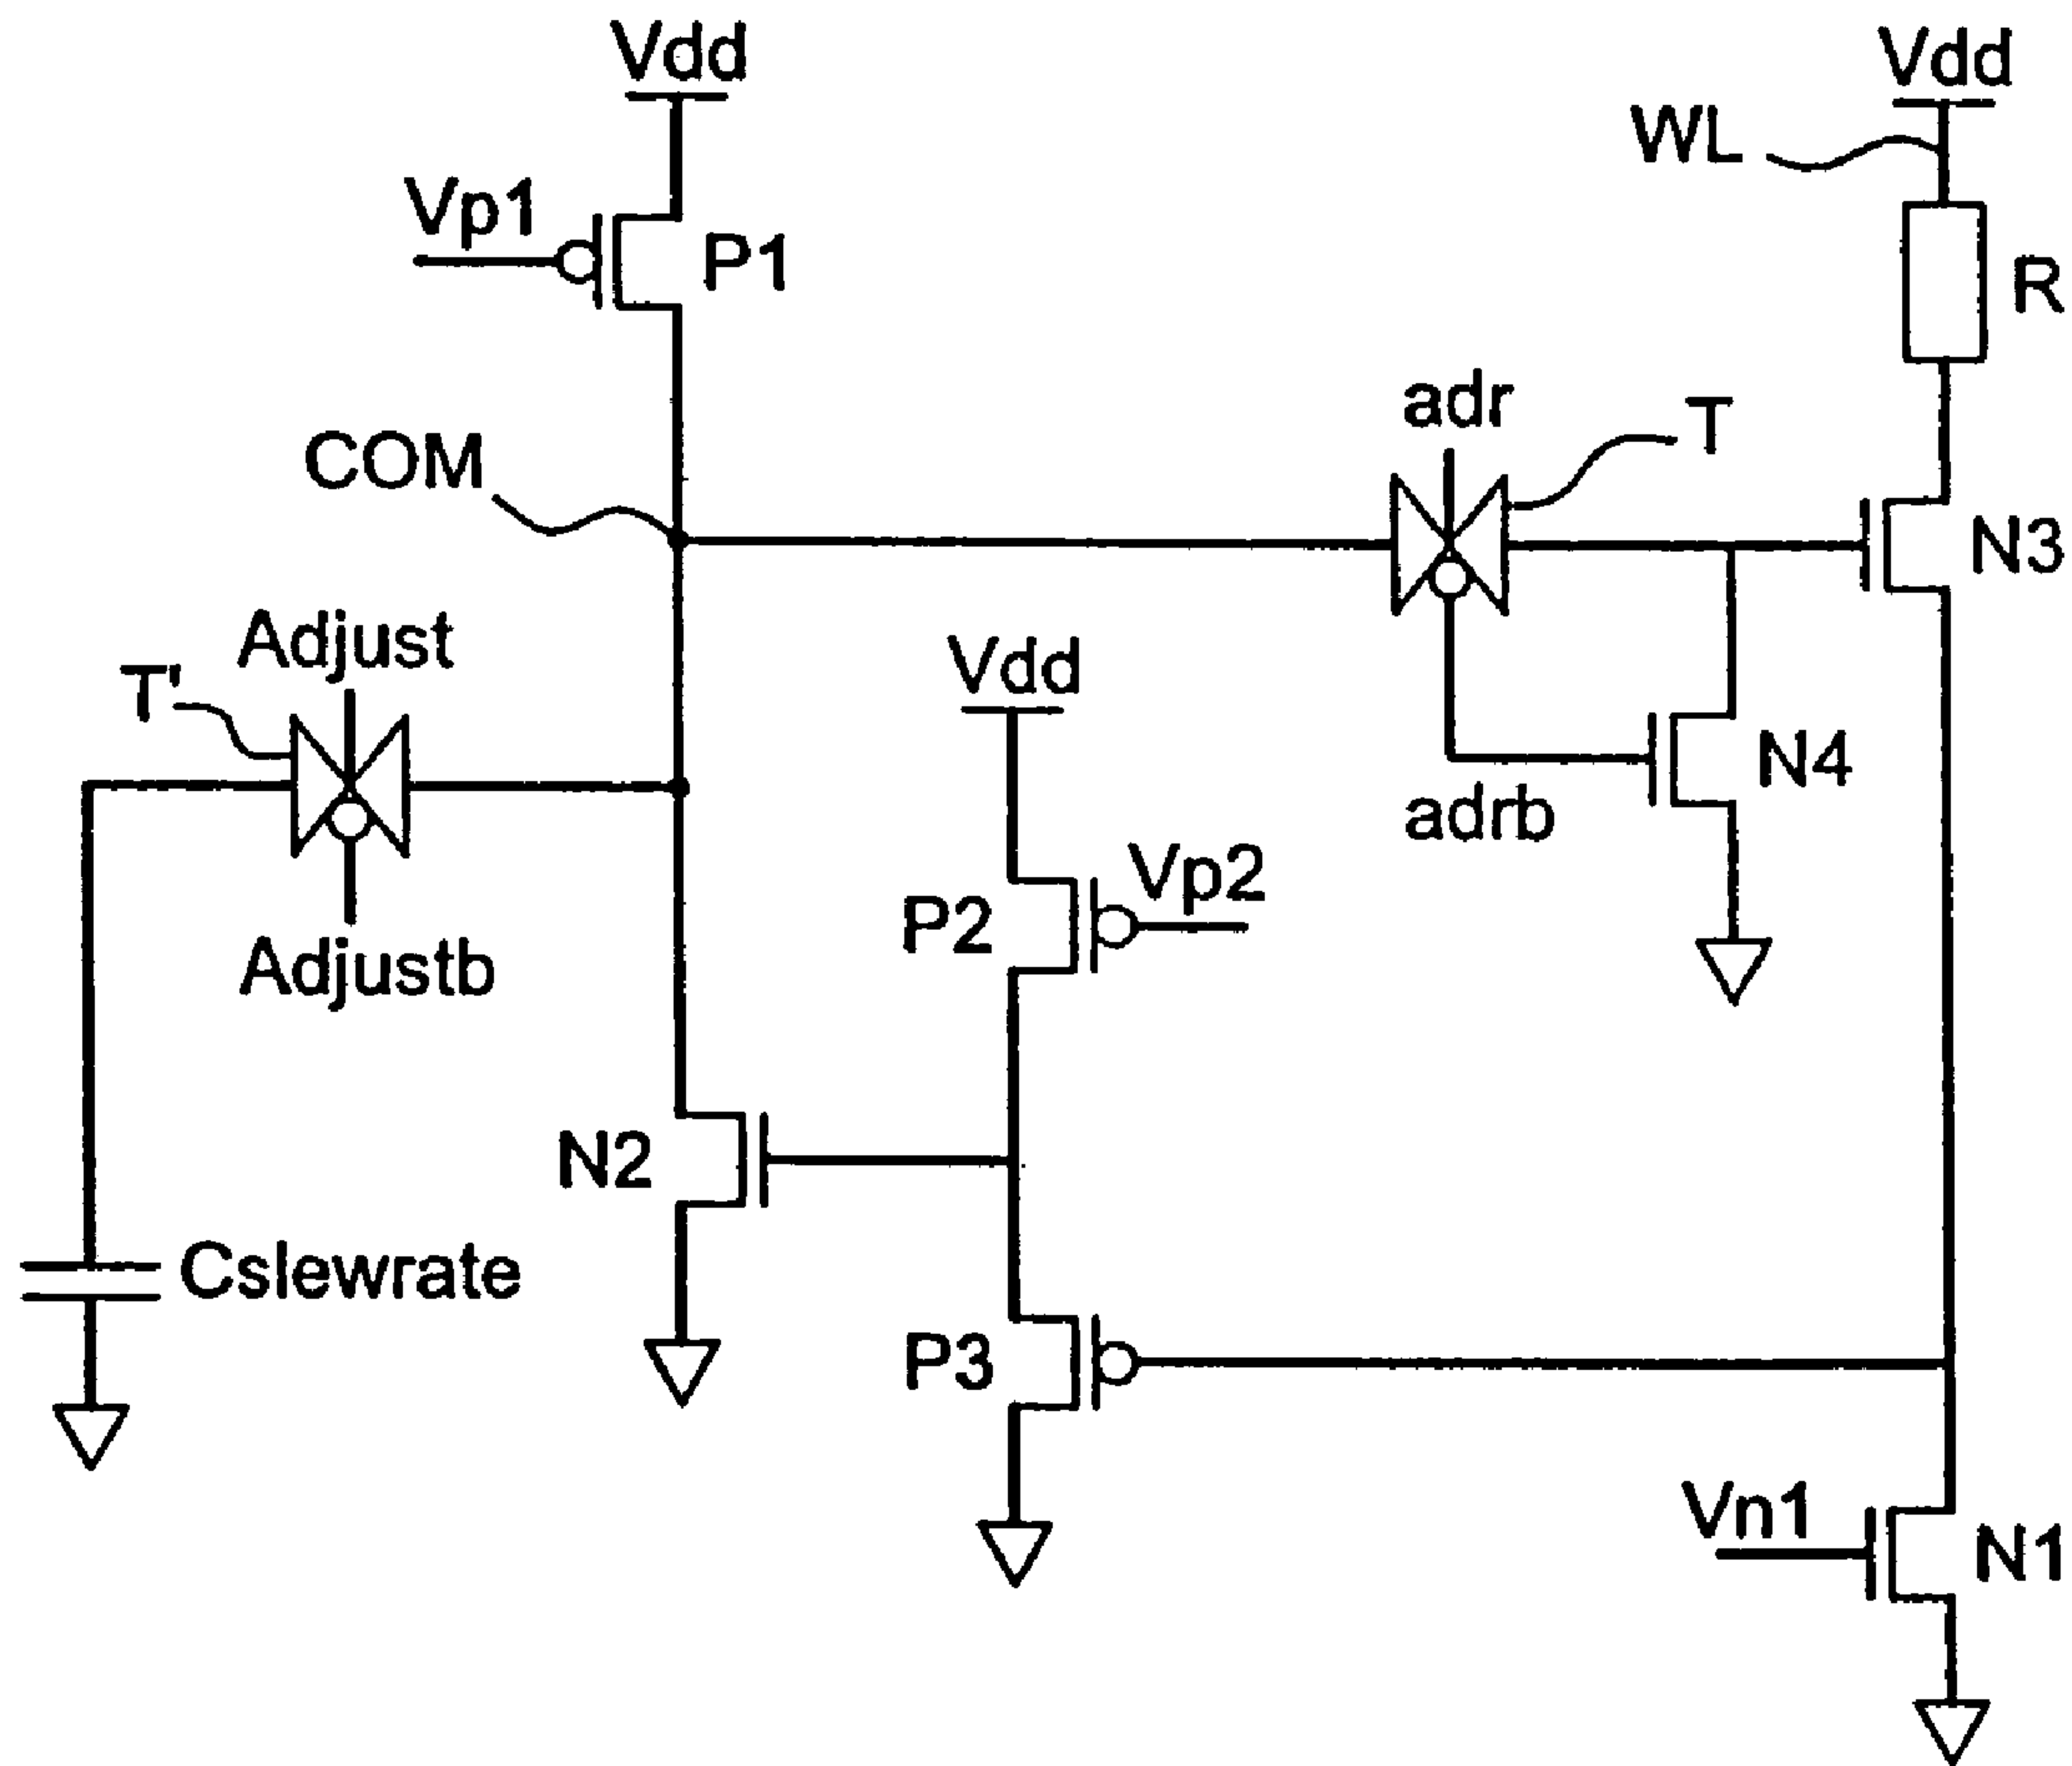 Vdd
Vdd
WL
Vp1
P1
R
adr
T
COM
N3
Adjust
T'
Vdd
N4
adrb
Vp2
P2
Adjustb
N2
Cslewrate
P3
Vn1
N1